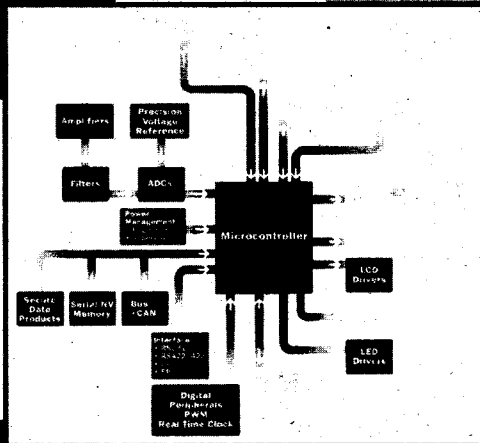 Amplifiers
Precision
Voltage
Reference
Filters
ADCs
Power
Management
Microcontroller
LCD
Drivers
Secure
Data
Products
Serial NV
Memory
Bus
CAN
Interface
LED
Drivers
Digital
Peripherals
PWM
Real Time Clock